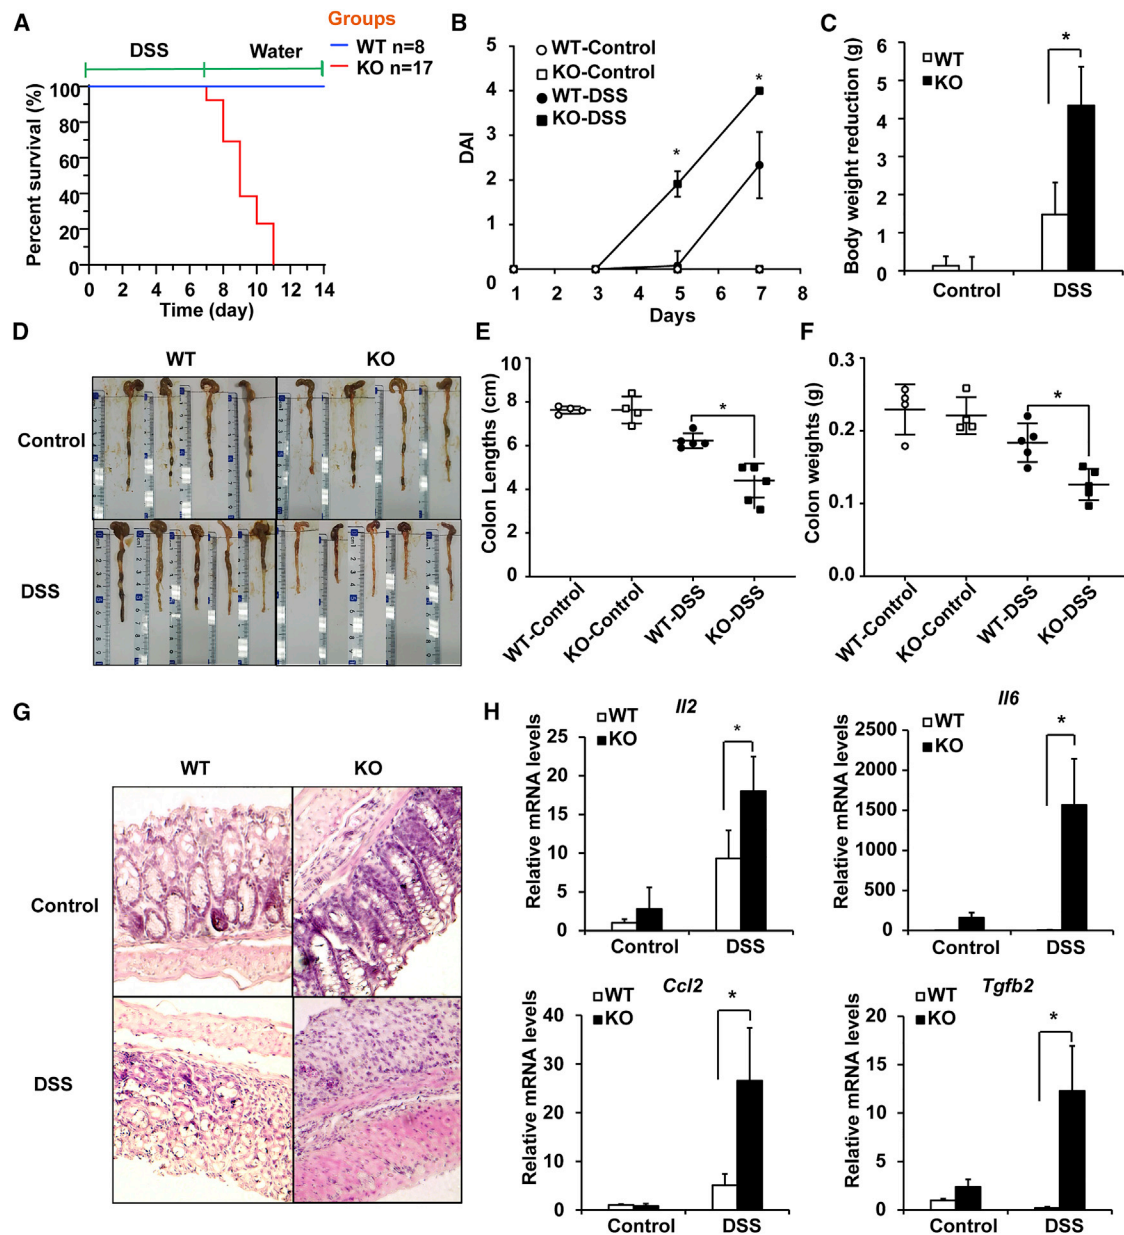 A
Groups
DSS
Water
WT n=8
KO n=17
Percent survival (%)
100
80
60
40
20
0
0 2 4 6 8 10 12 14
Time (day)
B
WT-Control
KO-Control
WT-DSS
KO-DSS
DAI
5
4
3
2
1
0
*
*
1 2 3 4 5 6 7 8
Days
C
WT
KO
*
Body weight reduction (g)
6
5
4
3
2
1
0
Control DSS
D
WT KO
Control
DSS
E
Colon Lengths (cm)
10
8
6
4
2
0
*
WT-Control
KO-Control
WT-DSS
KO-DSS
F
Colon weights (g)
0.3
0.2
0.1
0.0
*
WT-Control
KO-Control
WT-DSS
KO-DSS
G
WT KO
Control
DSS
H
Il2
WT
KO
*
Relative mRNA levels
25
20
15
10
5
0
Control DSS
Il6
WT
KO
*
Relative mRNA levels
2500
2000
1500
1000
500
0
Control DSS
Ccl2
WT
KO
*
Relative mRNA levels
40
30
20
10
0
Control DSS
Tgfb2
WT
KO
*
Relative mRNA levels
20
15
10
5
0
Control DSS